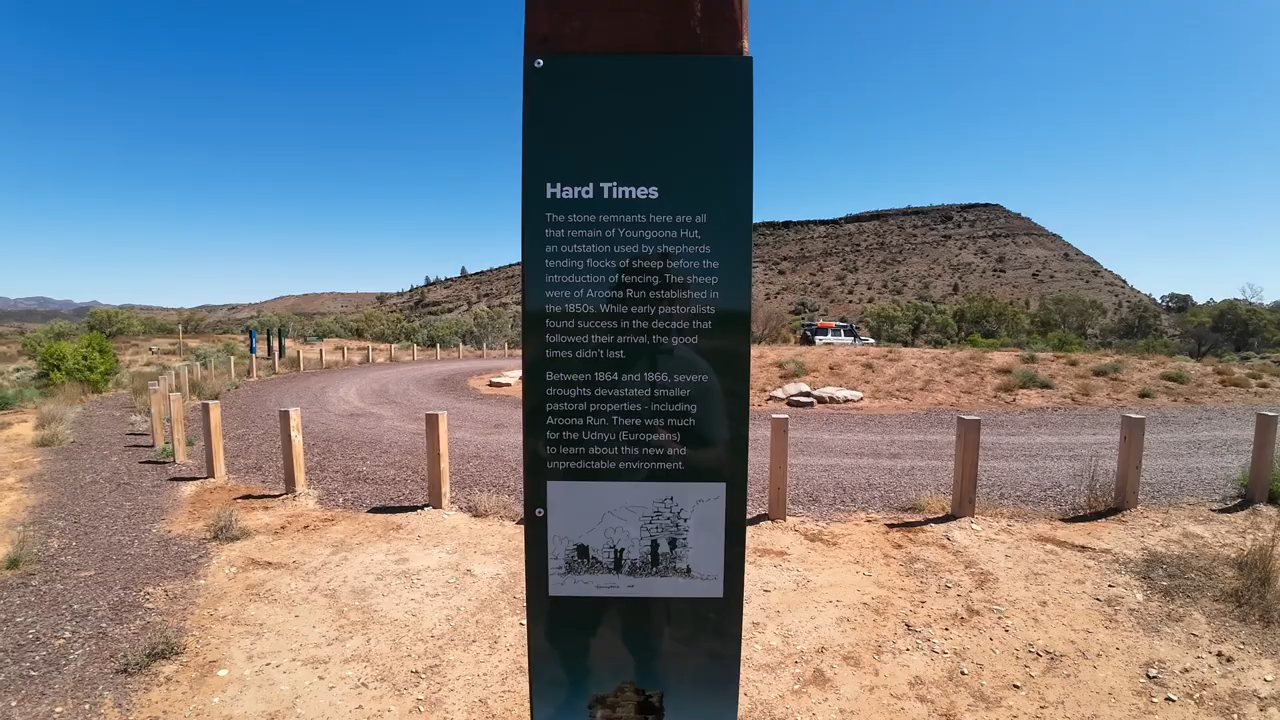 Hard Times
The stone remnants here are all
that remain of Youngoona Hut,
an outstation used by shepherds
tending flocks of sheep before the
introduction of fencing. The sheep
were of Aroona Run established in
the 1850s. While early pastoralists
found success in the decade that
followed their arrival, the good
times didn't last.
Between 1864 and 1866, severe
droughts devastated smaller
pastoral properties - including
Aroona Run. There was much
for the Udnyu (Europeans)
to learn about this new and
unpredictable environment.